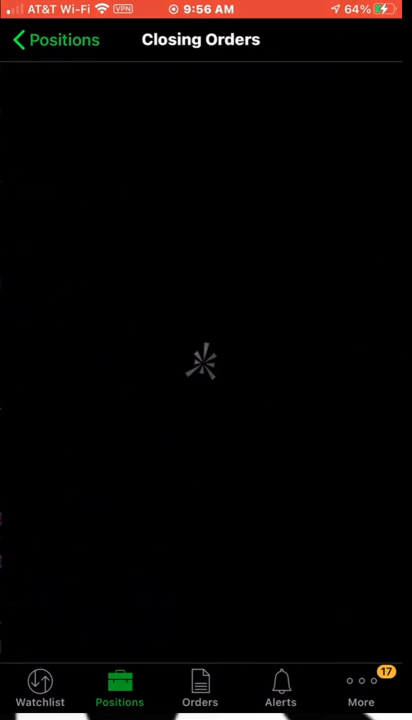 AT&T Wi-Fi VPN 9:56 AM 64%
Positions Closing Orders
17
Watchlist Positions Orders Alerts More